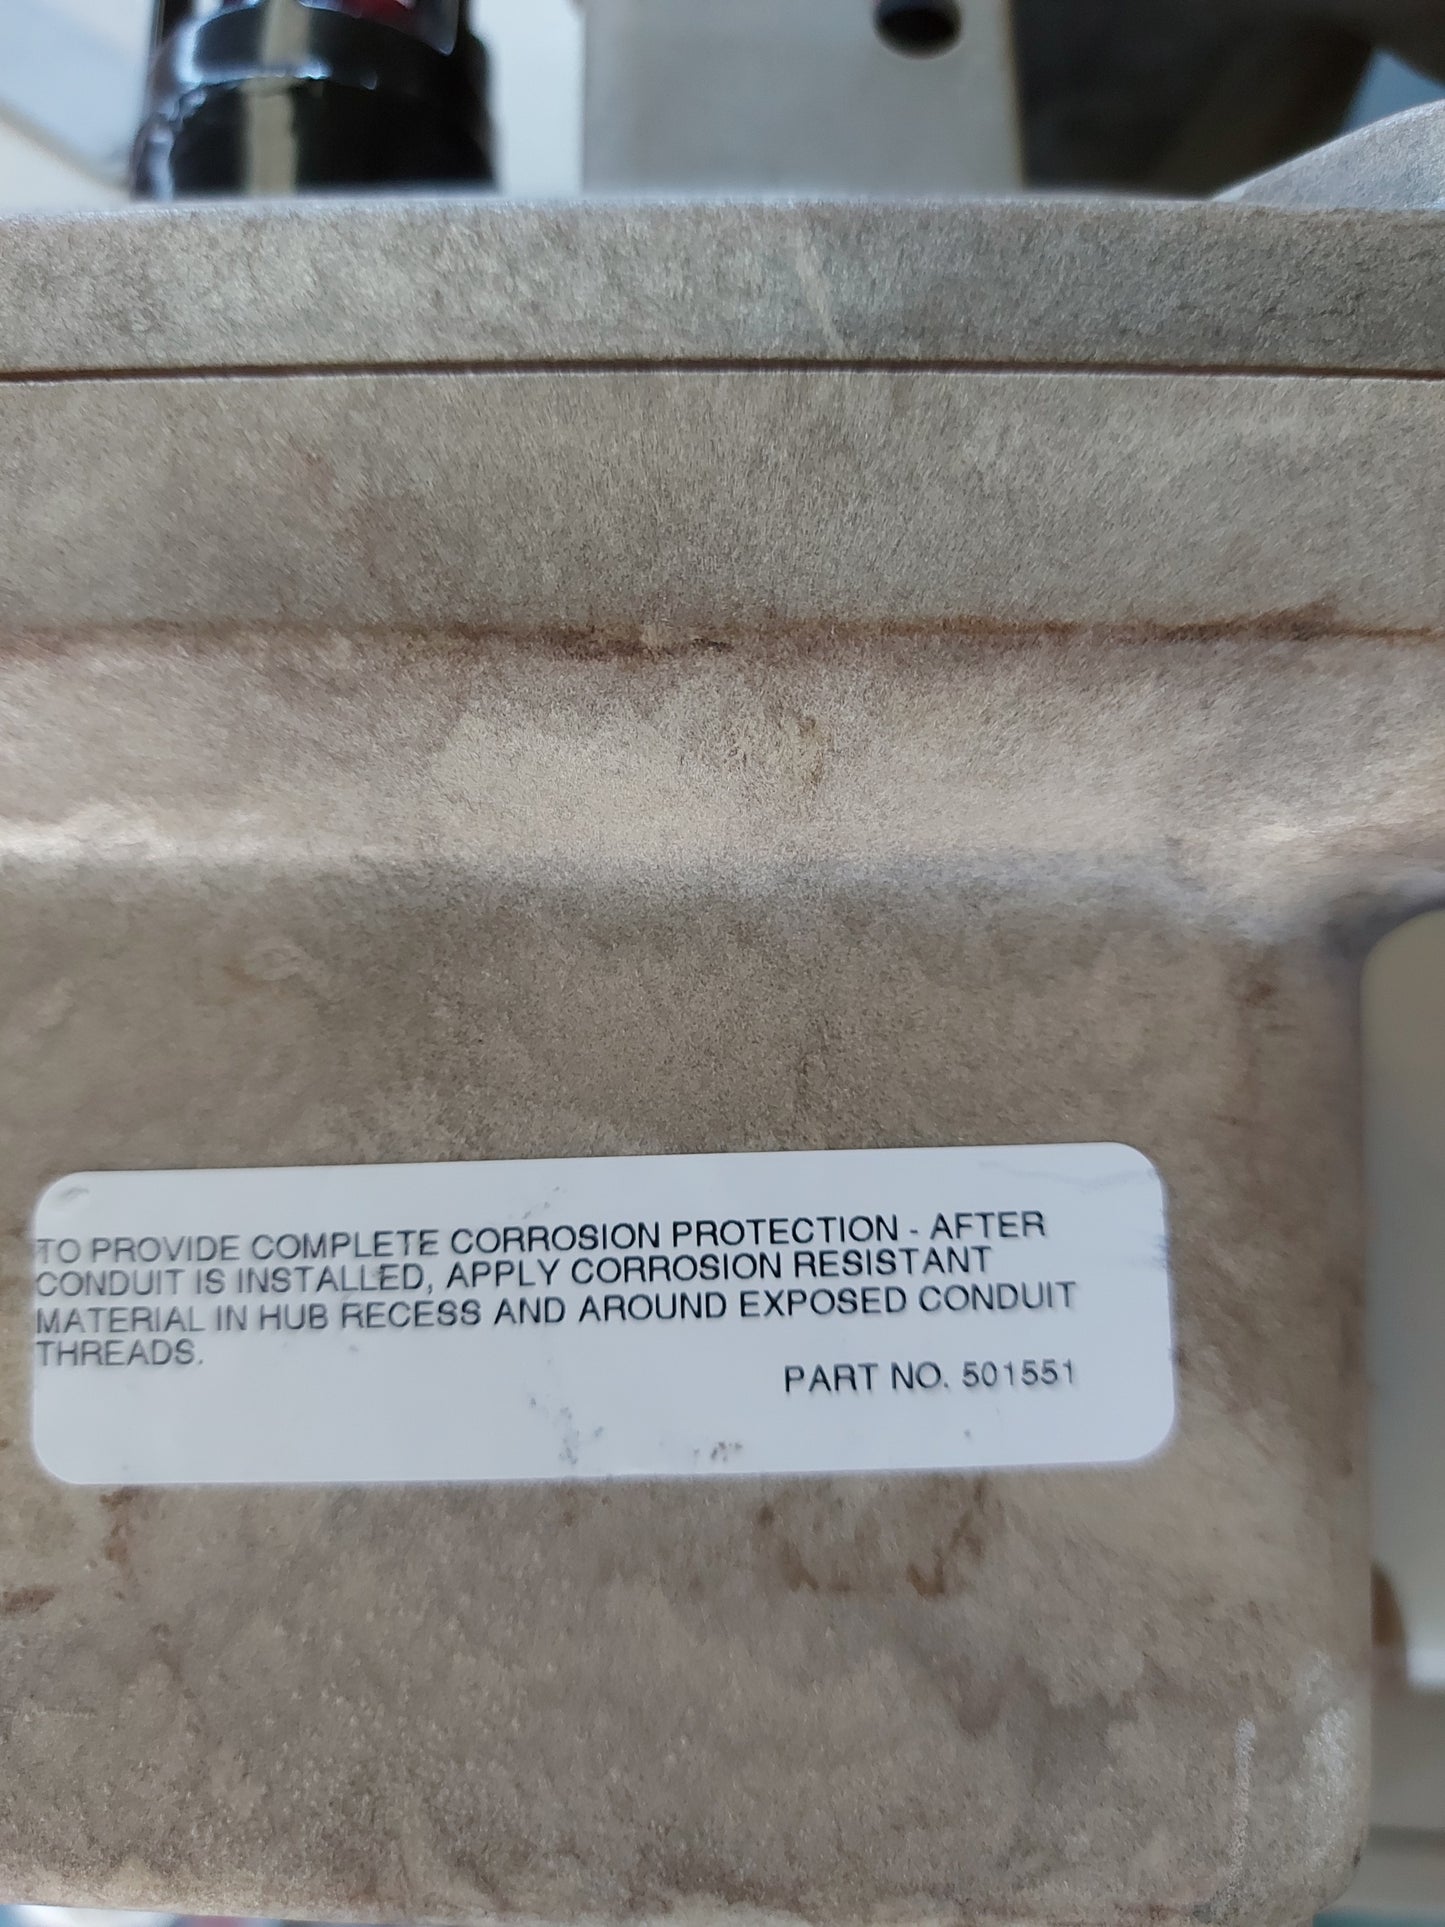 TO PROVIDE COMPLETE CORROSION PROTECTION - AFTER
CONDUIT IS INSTALLED, APPLY CORROSION RESISTANT
MATERIAL IN HUB RECESS AND AROUND EXPOSED CONDUIT
THREADS.
PART NO. 501551